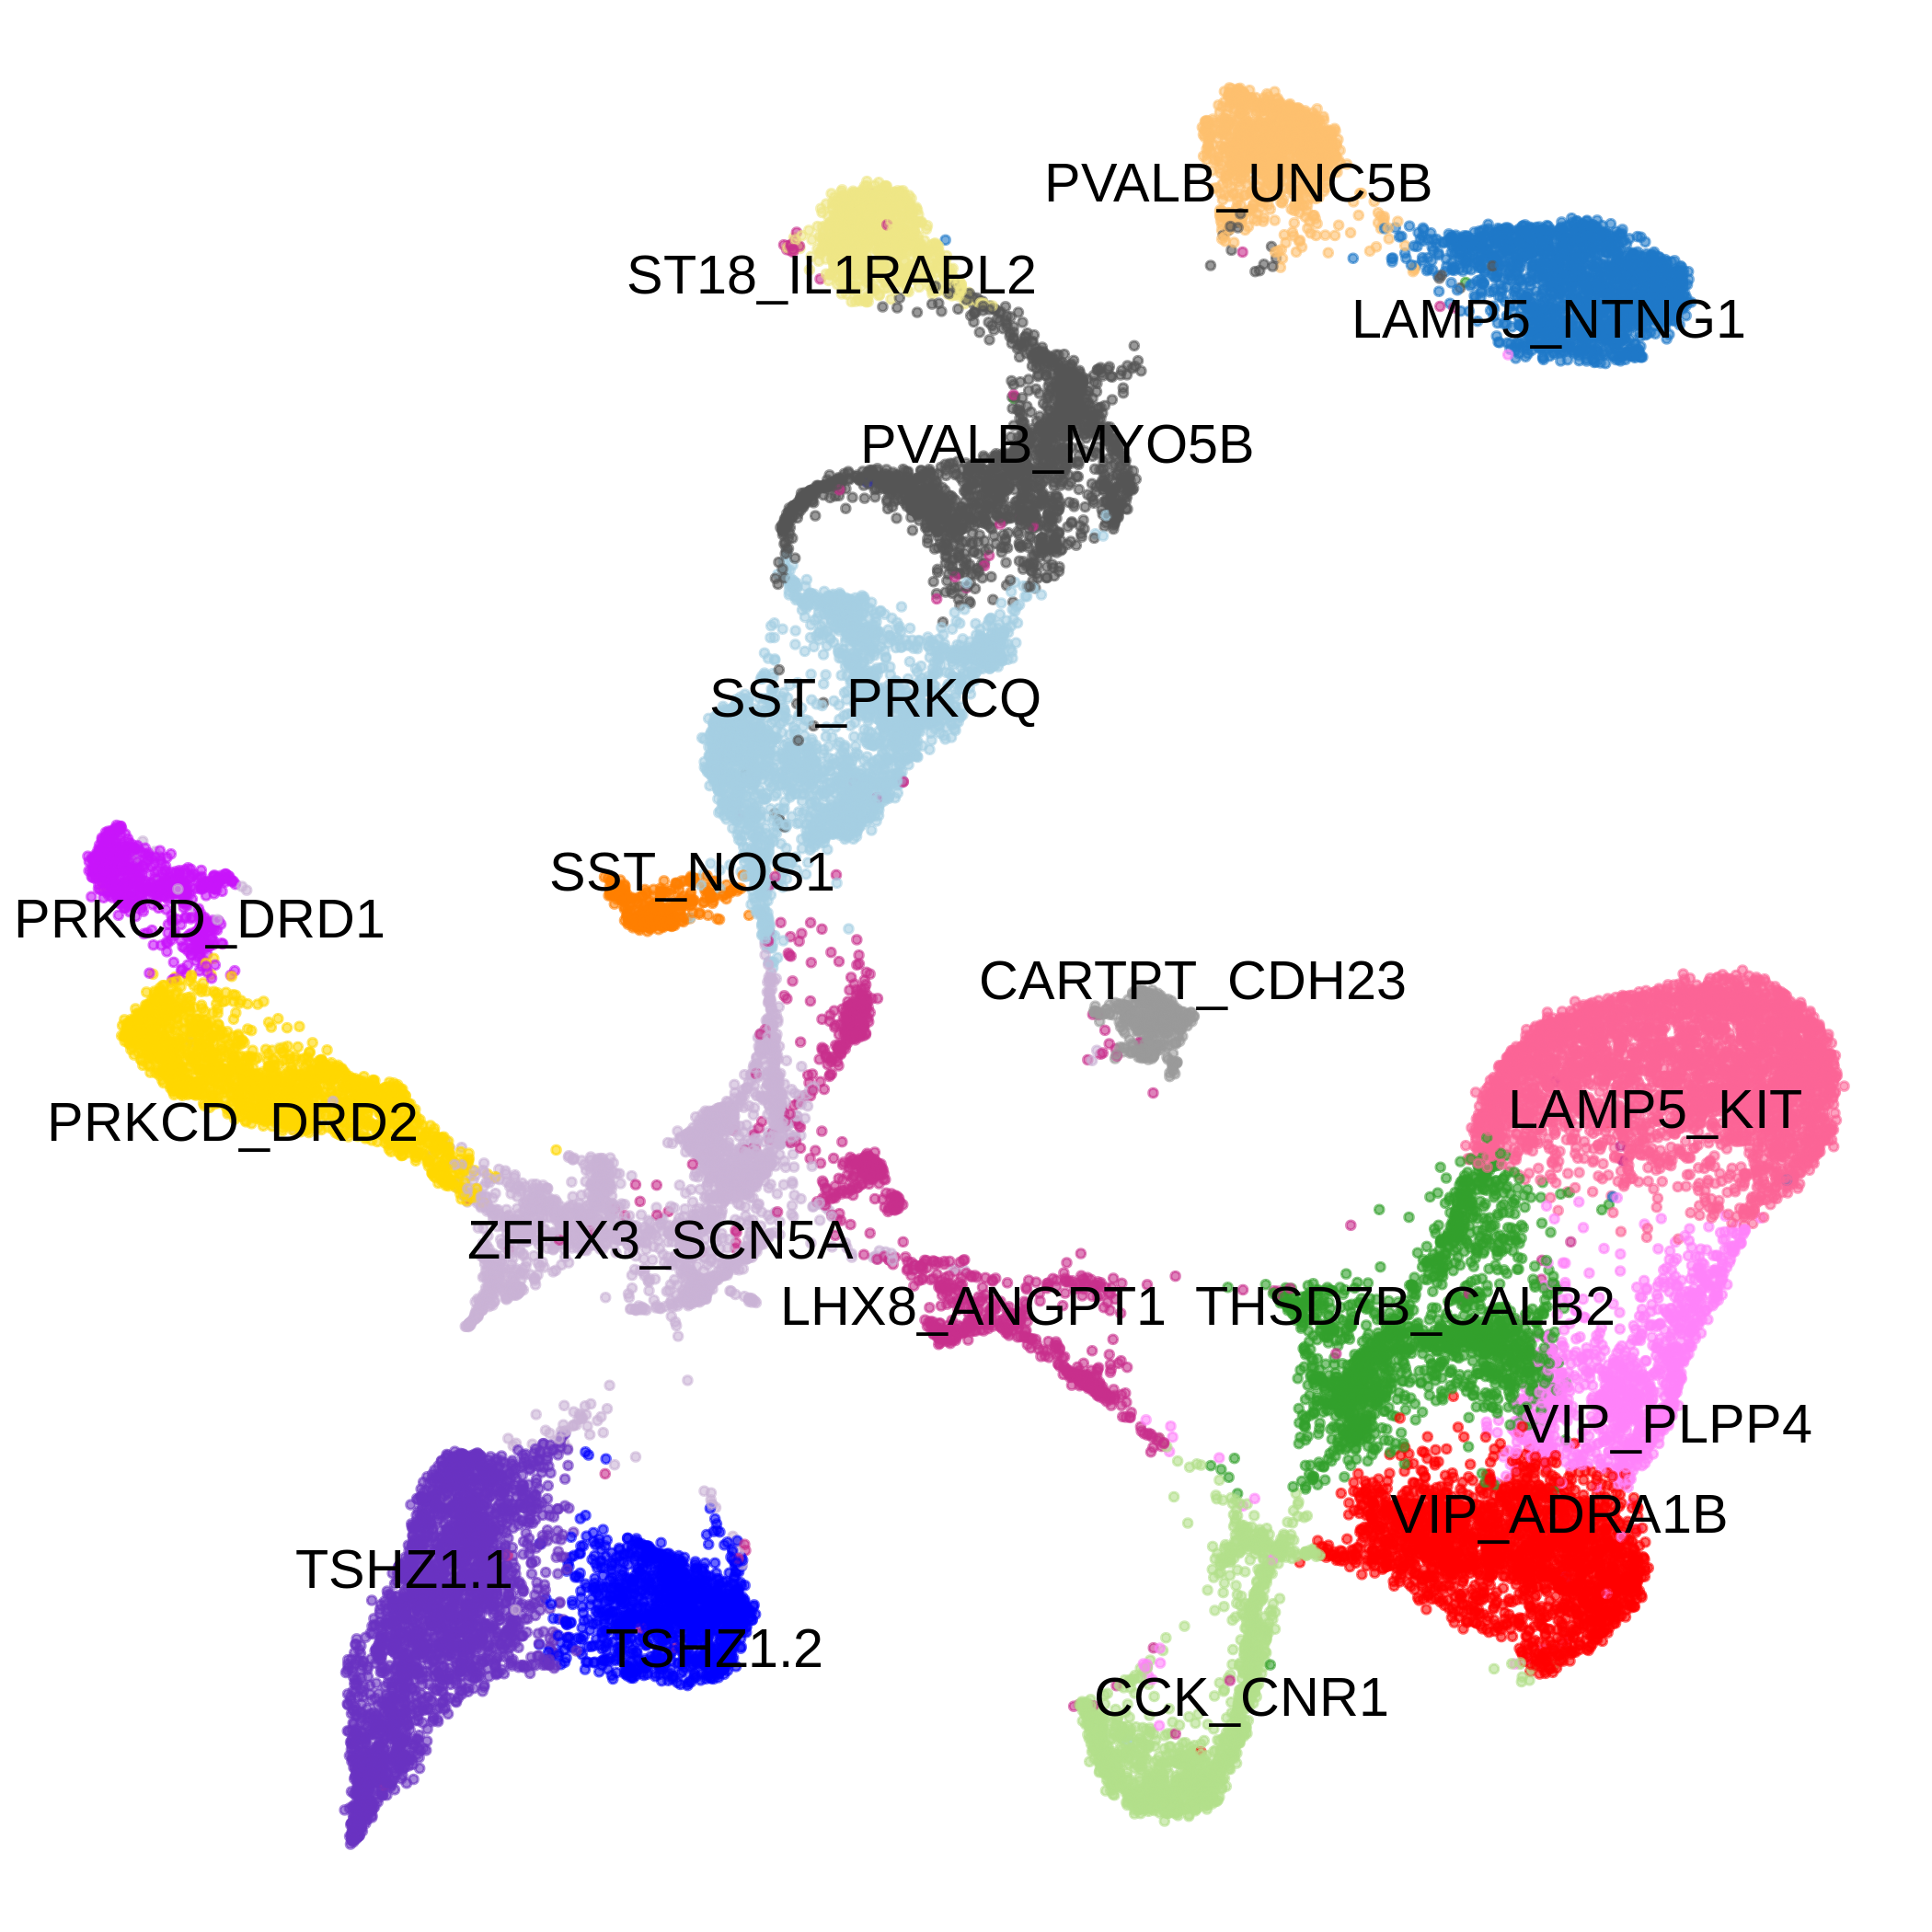 PVALB_UNC5B
ST18_IL1RAPL2
LAMP5_NTNG1
PVALB_MYO5B
SST_PRKCQ
SST_NOS1
PRKCD_DRD1
CARTPT_CDH23
LAMP5_KIT
PRKCD_DRD2
ZFHX3_SCN5A
LHX8_ANGPT1
THSD7B_CALB2
VIP_PLPP4
VIP_ADRA1B
TSHZ1.1
TSHZ1.2
CCK_CNR1